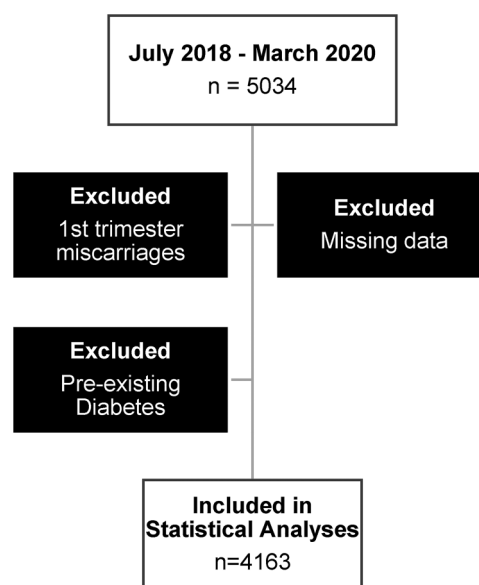 July 2018 - March 2020
n = 5034
Excluded
1st trimester
miscarriages
Excluded
Missing data
Excluded
Pre-existing
Diabetes
Included in
Statistical Analyses
n=4163